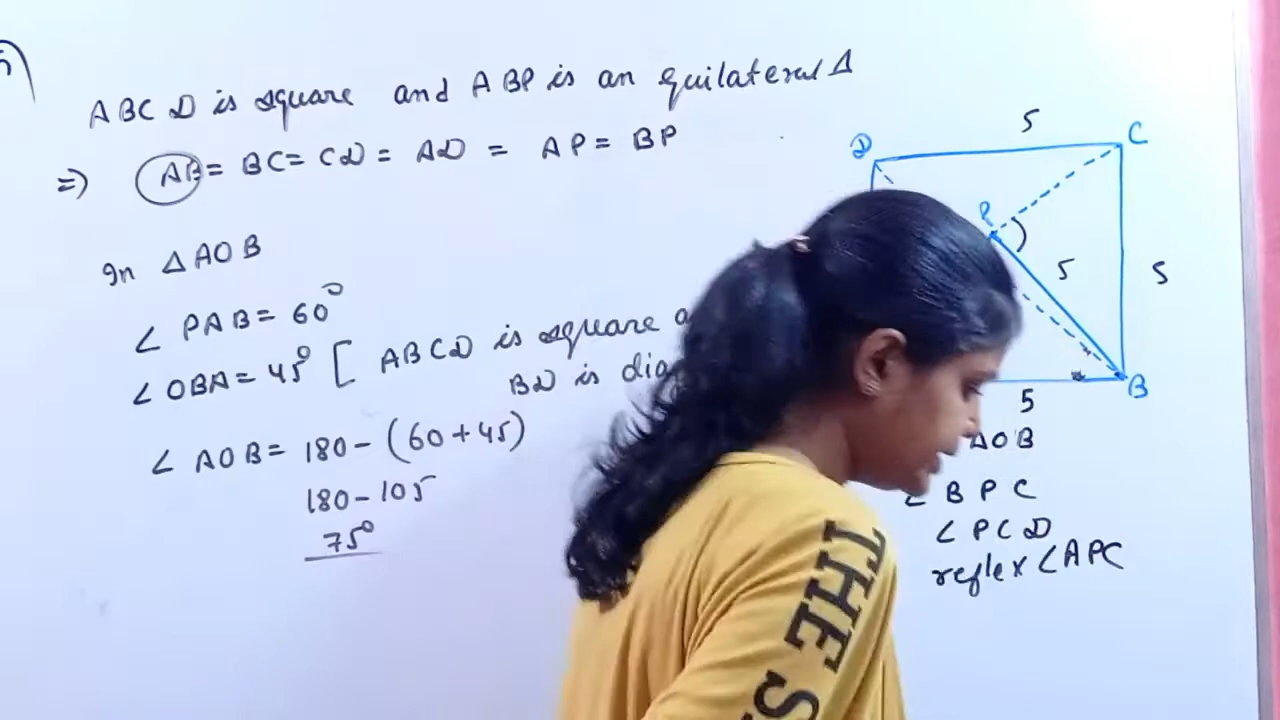 ABCD is square and ABP is an quilateral Δ
=) AB = BC = CD = AD = AP = BP
In ΔAOB
∠ PAB = 60°
∠ OBA = 45° [ ABCD is square
BD is
∠ AOB = 180 - (60+45)
180 - 105
75°
D
5
C
P
5
5
5
B
AOB
∠ BPC
∠ PCD
reflex ∠APC
THE